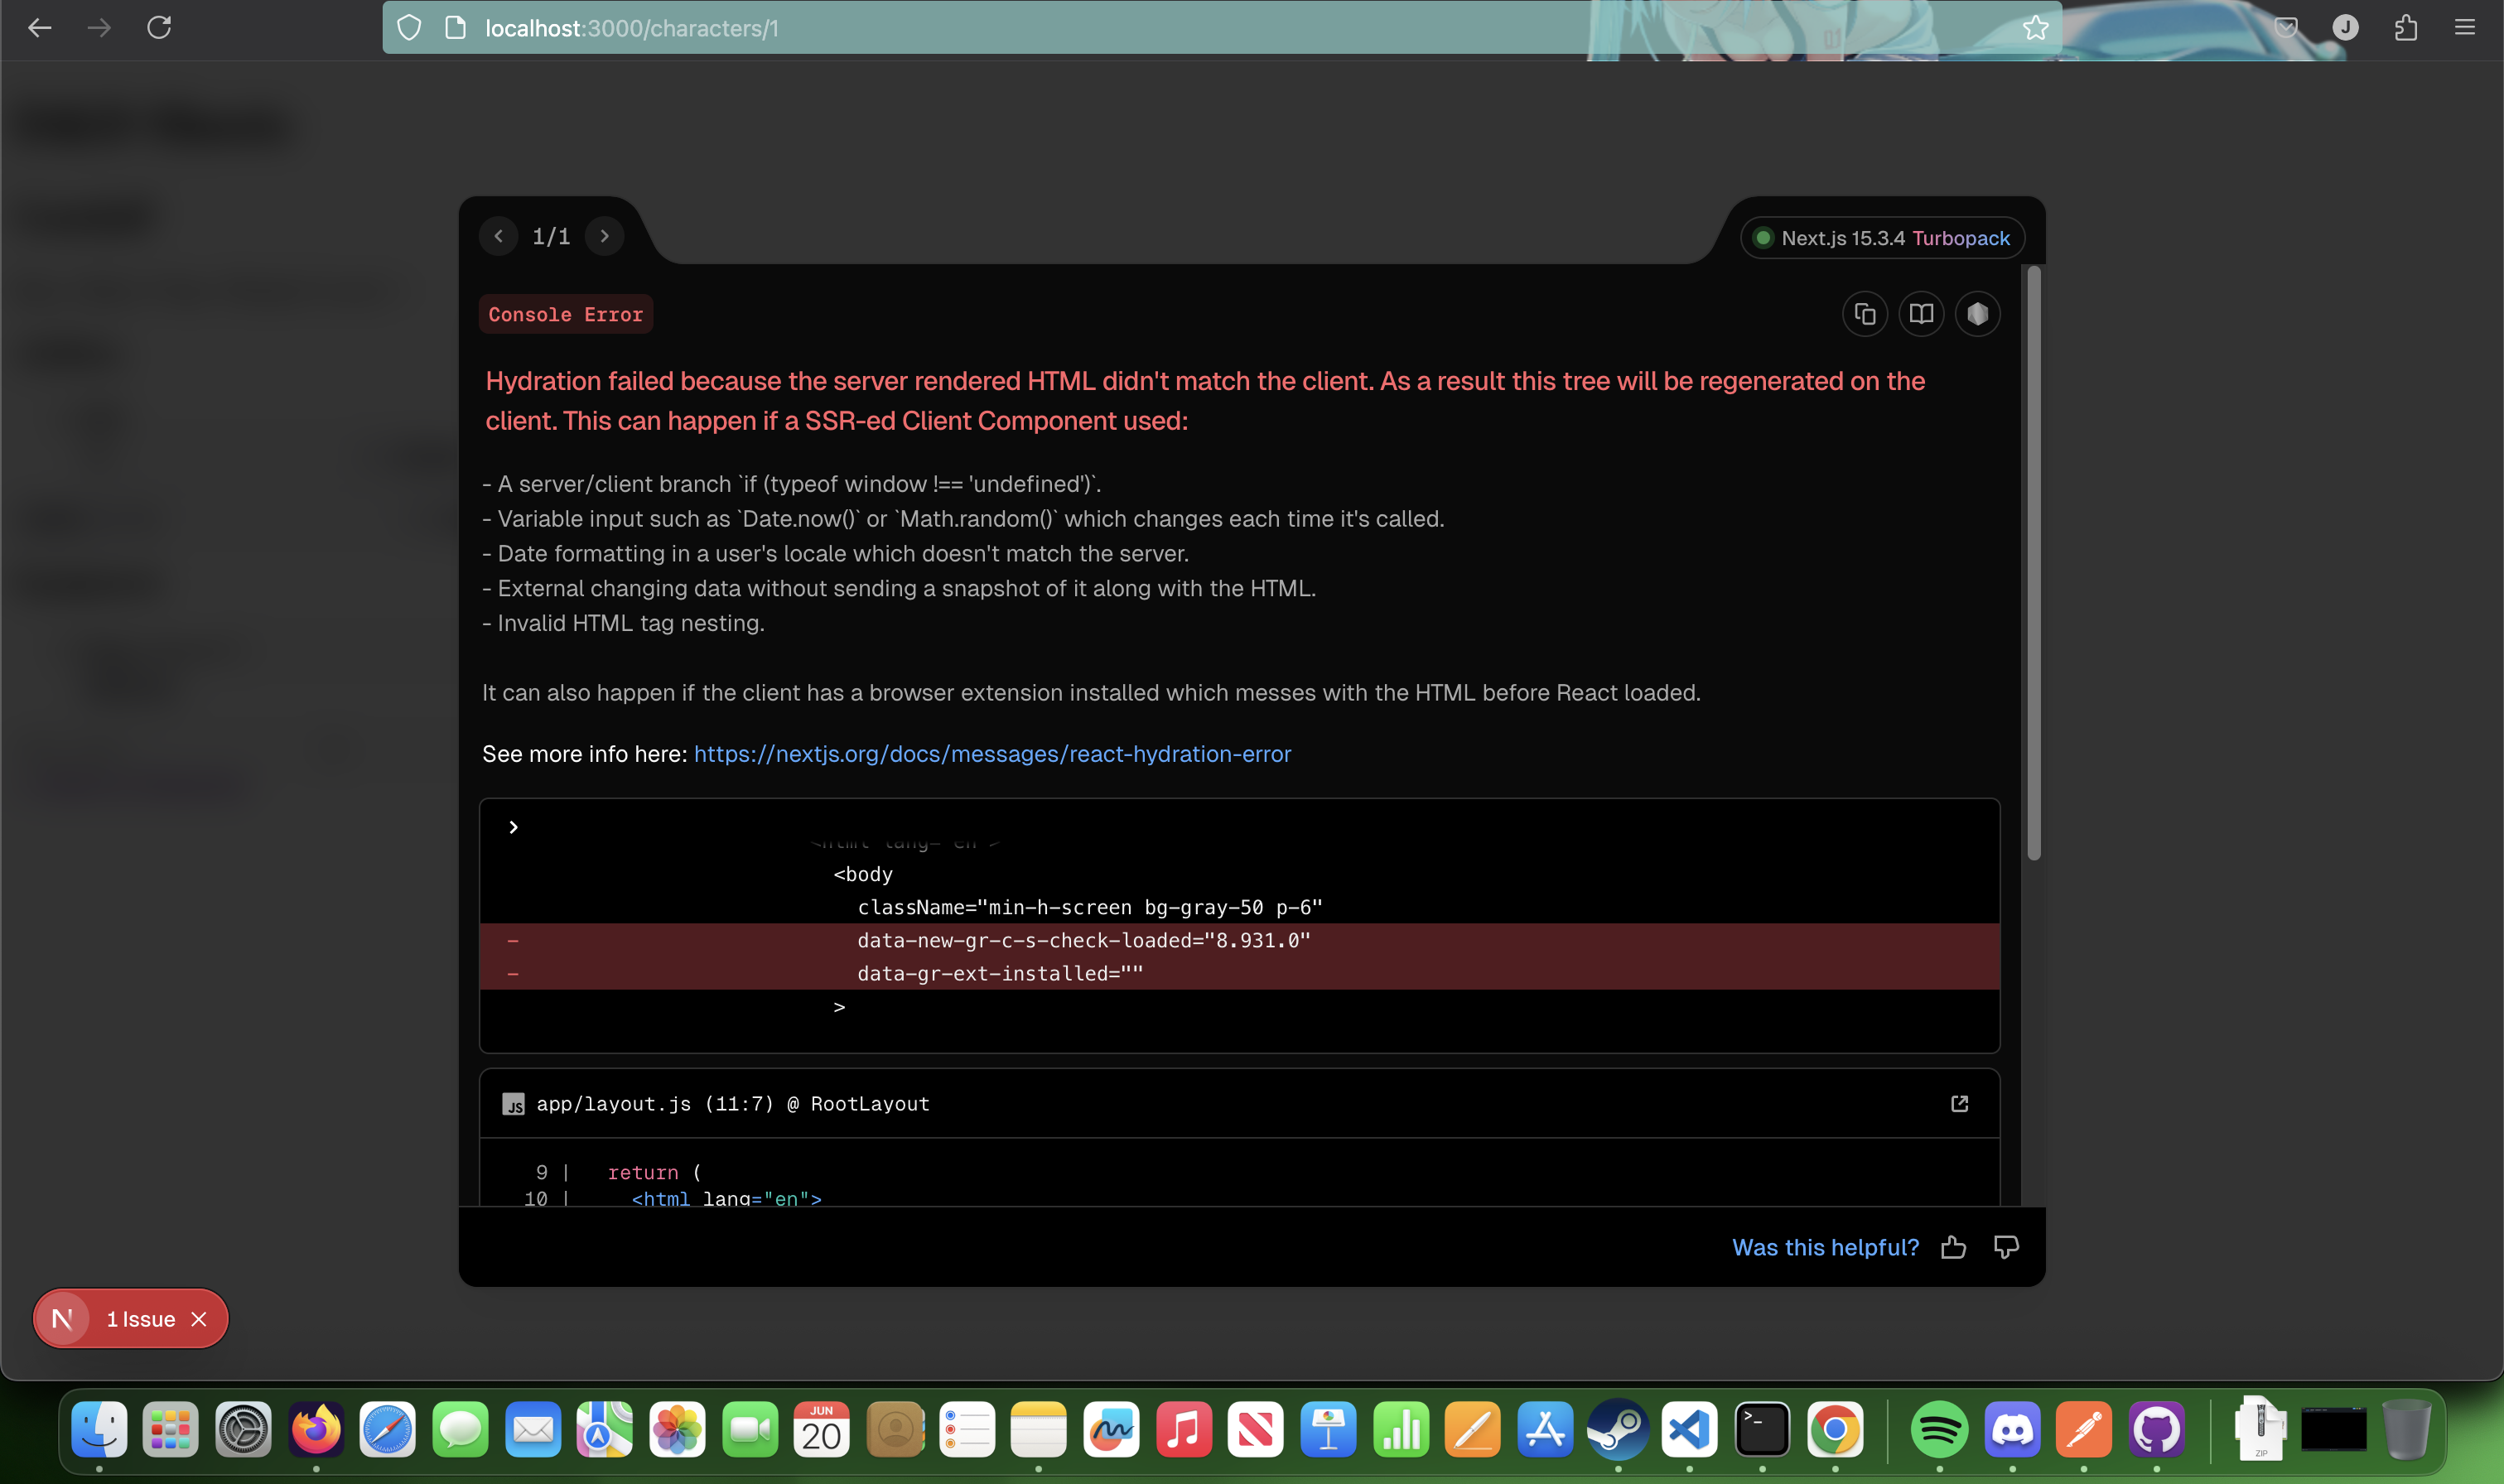 localhost:3000/characters/1
01
J
1/1
Next.js 15.3.4 Turbopack
Console Error
Hydration failed because the server rendered HTML didn't match the client. As a result this tree will be regenerated on the
client. This can happen if a SSR-ed Client Component used:
- A server/client branch `if (typeof window !== 'undefined')`.
- Variable input such as `Date.now()` or `Math.random()` which changes each time it's called.
- Date formatting in a user's locale which doesn't match the server.
- External changing data without sending a snapshot of it along with the HTML.
- Invalid HTML tag nesting.
It can also happen if the client has a browser extension installed which messes with the HTML before React loaded.
See more info here: https://nextjs.org/docs/messages/react-hydration-error
<html lang="en">
<body
className="min-h-screen bg-gray-50 p-6"
- data-new-gr-c-s-check-loaded="8.931.0"
- data-gr-ext-installed=""
>
JS app/layout.js (11:7) @ RootLayout
9 | return (
10 | <html lang="en">
Was this helpful?
N 1 Issue
JUN
20
ZIP